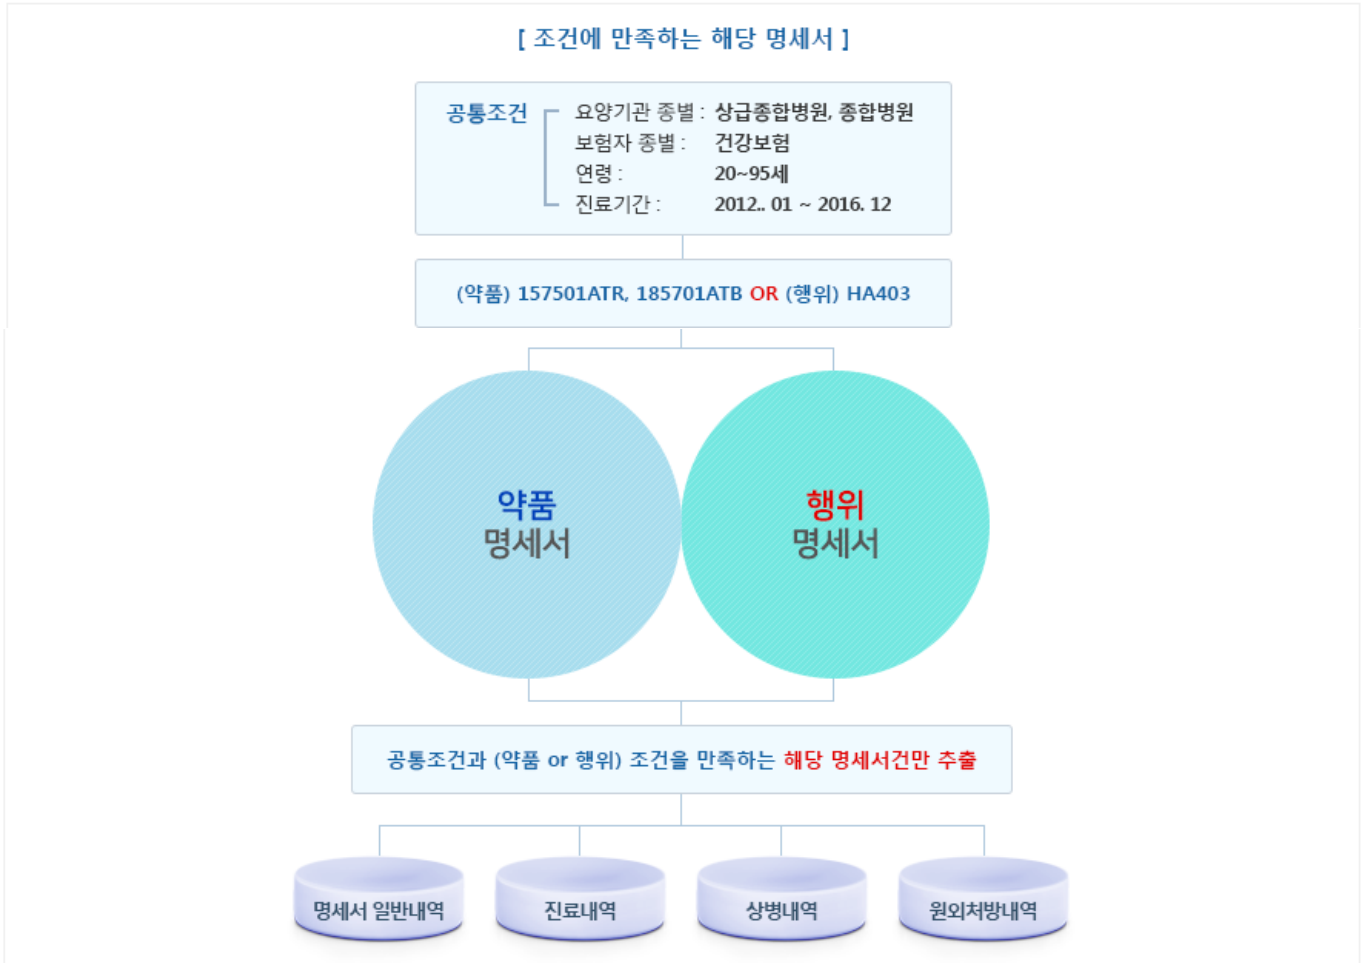 [ 조건에 만족하는 해당 명세서 ]
공통조건
요양기관 종별 : 상급종합병원, 종합병원
보험자 종별 : 건강보험
연령 : 20~95세
진료기간 : 2012.. 01 ~ 2016. 12
(약품) 157501ATR, 185701ATB OR (행위) HA403
약품
명세서
행위
명세서
공통조건과 (약품 or 행위) 조건을 만족하는 해당 명세서건만 추출
명세서 일반내역
진료내역
상병내역
원외처방내역